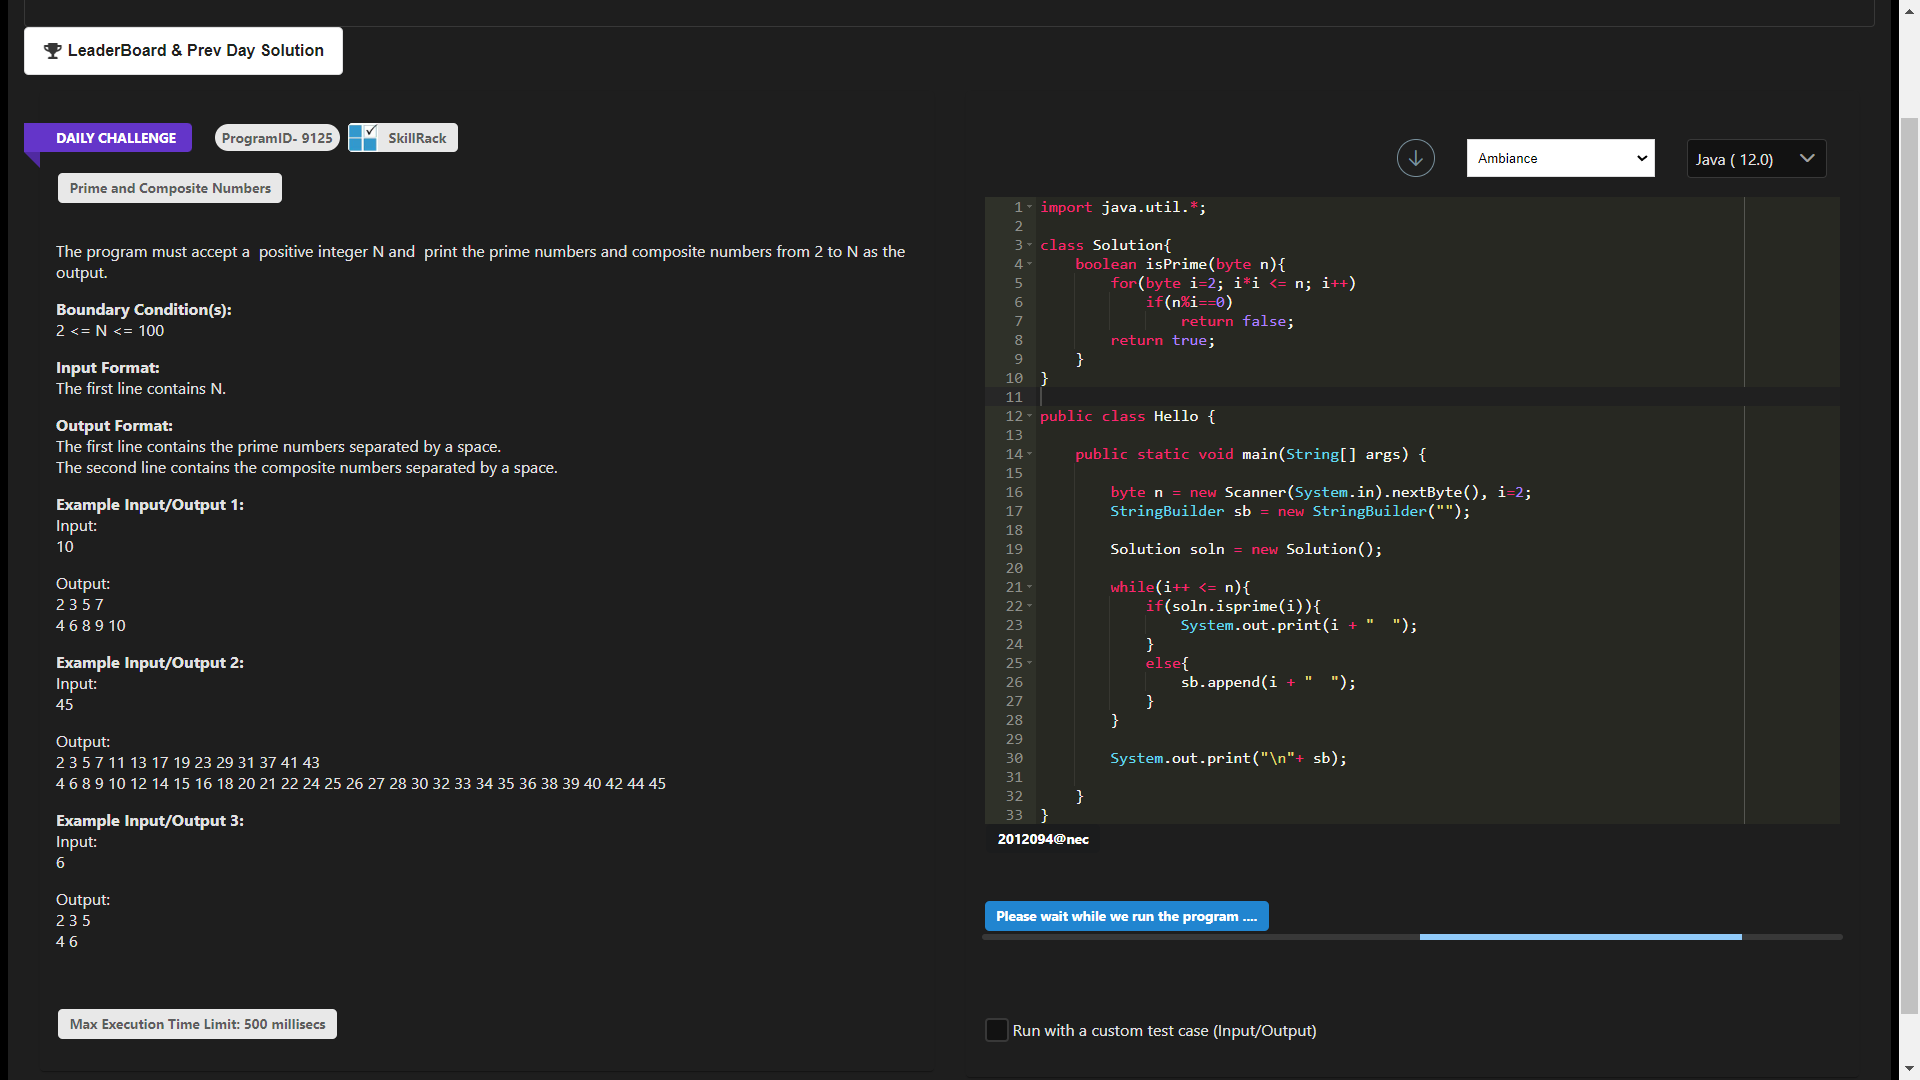 LeaderBoard & Prev Day Solution
DAILY CHALLENGE
ProgramID- 9125
SkillRack
Prime and Composite Numbers
The program must accept a  positive integer N and  print the prime numbers and composite numbers from 2 to N as the
output.
Boundary Condition(s):
2 <= N <= 100
Input Format:
The first line contains N.
Output Format:
The first line contains the prime numbers separated by a space.
The second line contains the composite numbers separated by a space.
Example Input/Output 1:
Input:
10
Output:
2 3 5 7
4 6 8 9 10
Example Input/Output 2:
Input:
45
Output:
2 3 5 7 11 13 17 19 23 29 31 37 41 43
4 6 8 9 10 12 14 15 16 18 20 21 22 24 25 26 27 28 30 32 33 34 35 36 38 39 40 42 44 45
Example Input/Output 3:
Input:
6
Output:
2 3 5
4 6
Max Execution Time Limit: 500 millisecs
Ambiance
Java ( 12.0)
1 import java.util.*;
2
3 class Solution{
4     boolean isPrime(byte n){
5         for(byte i=2; i*i <= n; i++)
6             if(n%i==0)
7                 return false;
8         return true;
9     }
10 }
11
12 public class Hello {
13
14     public static void main(String[] args) {
15
16         byte n = new Scanner(System.in).nextByte(), i=2;
17         StringBuilder sb = new StringBuilder("");
18
19         Solution soln = new Solution();
20
21         while(i++ <= n){
22             if(soln.isprime(i)){
23                 System.out.print(i + "  ");
24             }
25             else{
26                 sb.append(i + "  ");
27             }
28         }
29
30         System.out.print("\n"+ sb);
31
32     }
33 }
2012094@nec
Please wait while we run the program ....
Run with a custom test case (Input/Output)